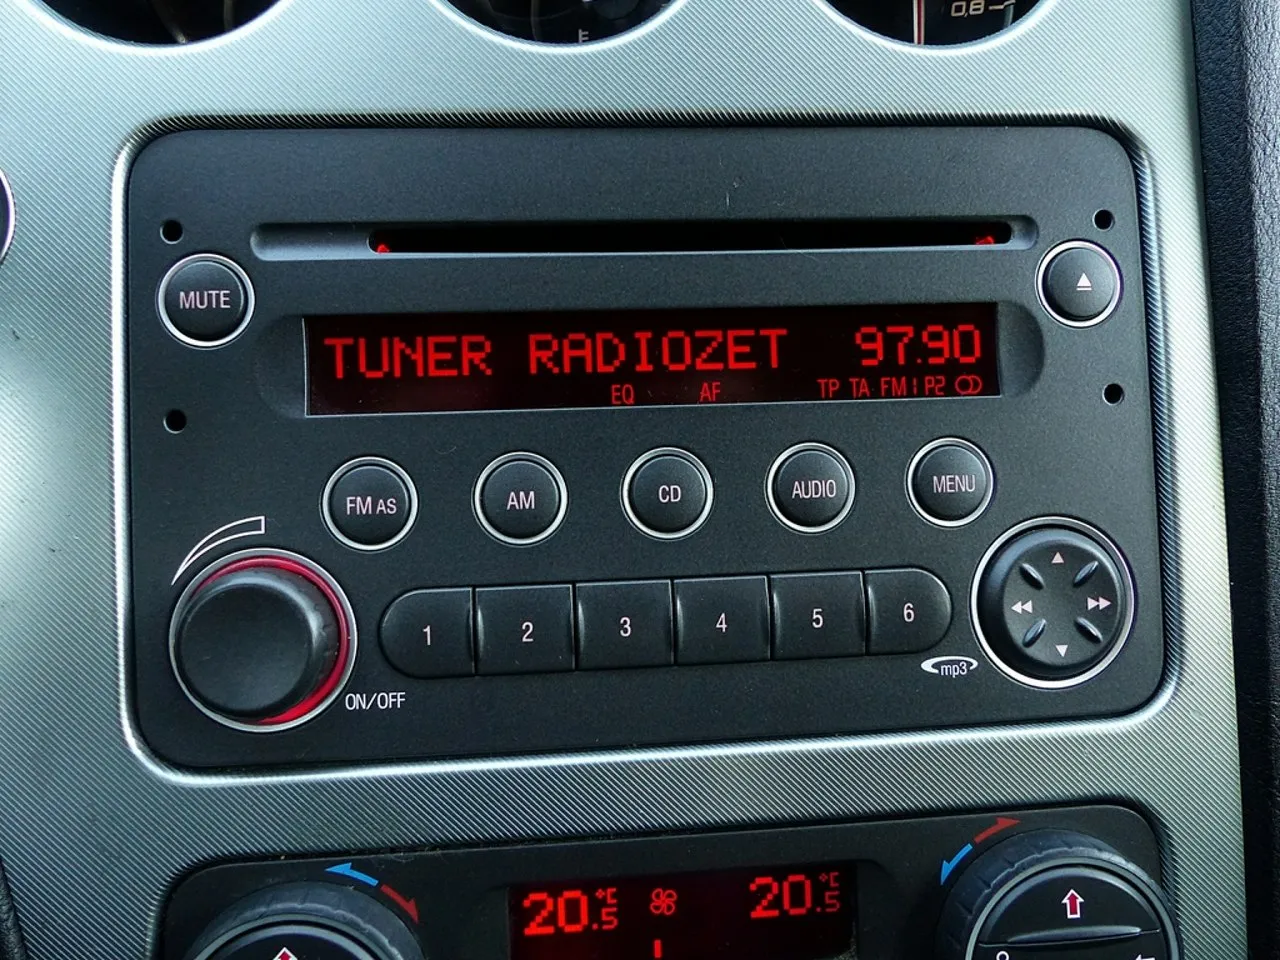 0,8
E
MUTE
TUNER RADIOZET 97.90
EQ AF TP TA FM1 P2
FM AS AM CD AUDIO MENU
1 2 3 4 5 6
mp3
ON/OFF
20.5 °C 20.5 °C